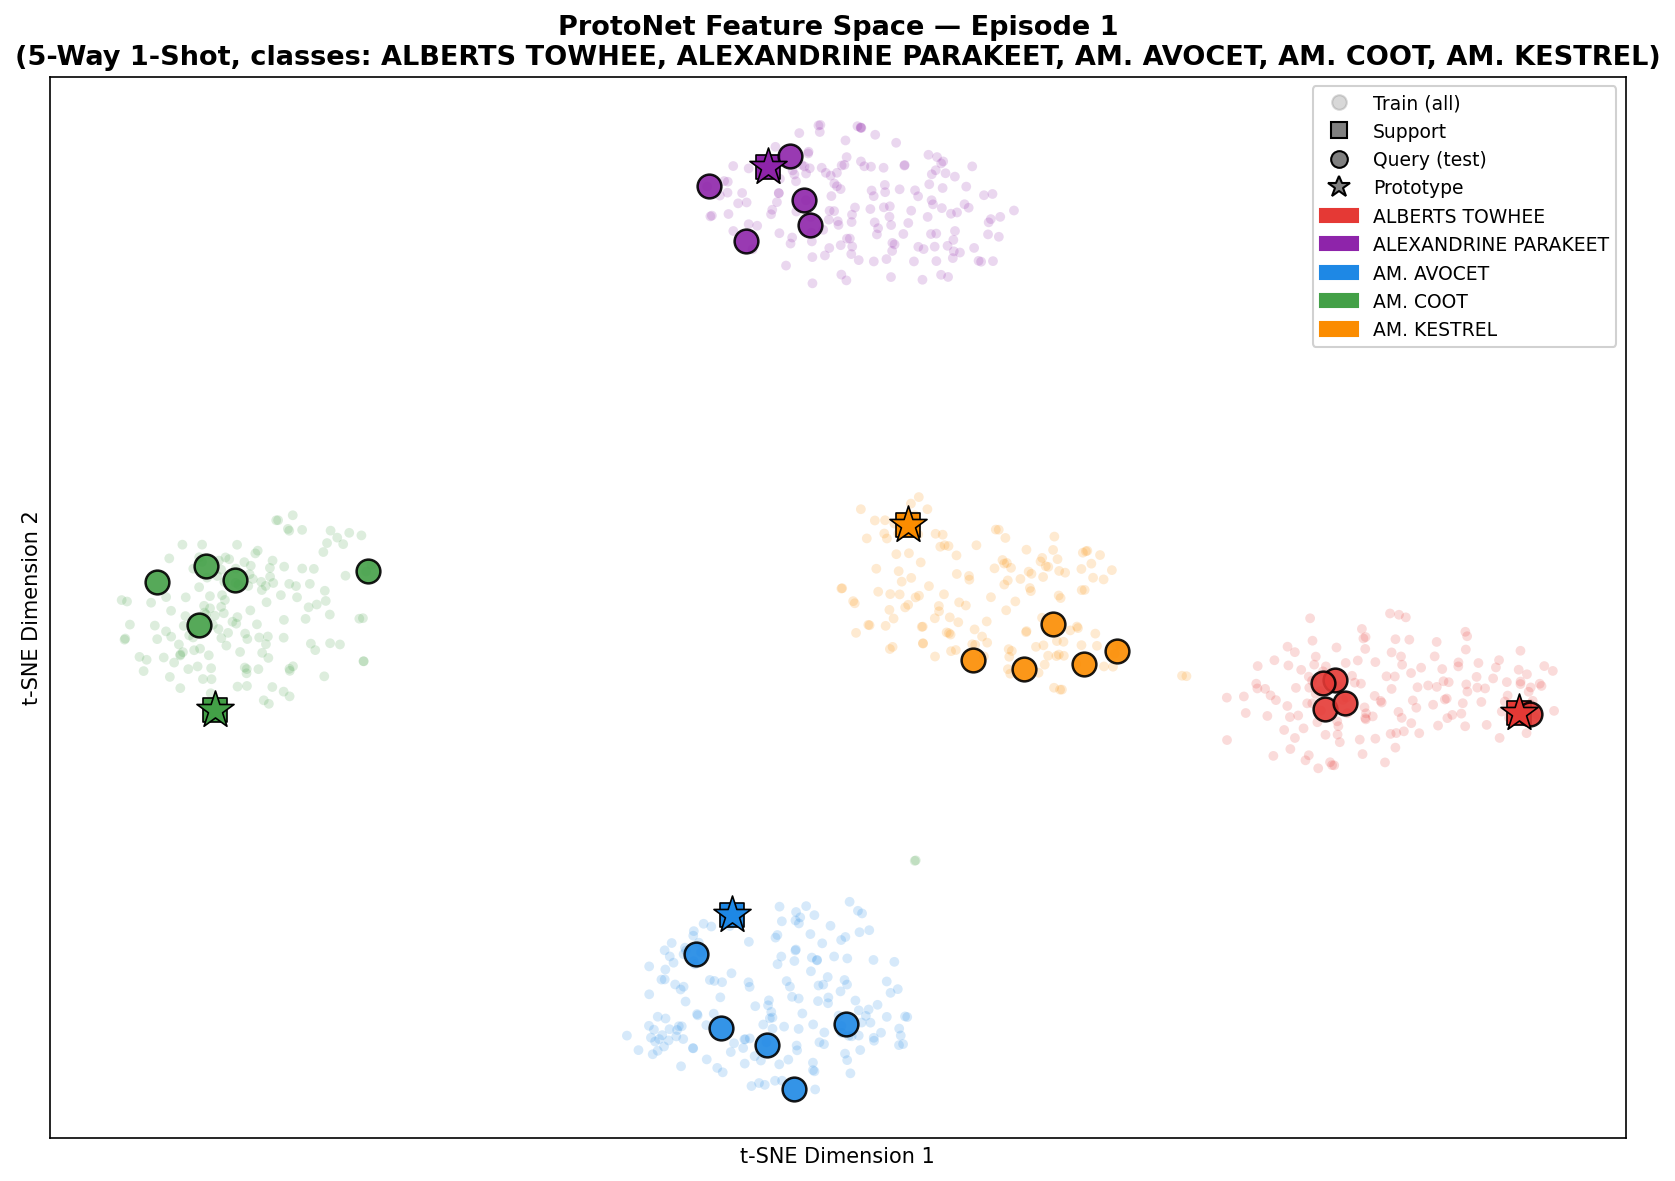 ProtoNet Feature Space — Episode 1
(5-Way 1-Shot, classes: ALBERTS TOWHEE, ALEXANDRINE PARAKEET, AM. AVOCET, AM. COOT, AM. KESTREL)
Train (all)
Support
Query (test)
Prototype
ALBERTS TOWHEE
ALEXANDRINE PARAKEET
AM. AVOCET
AM. COOT
AM. KESTREL
t-SNE Dimension 2
t-SNE Dimension 1